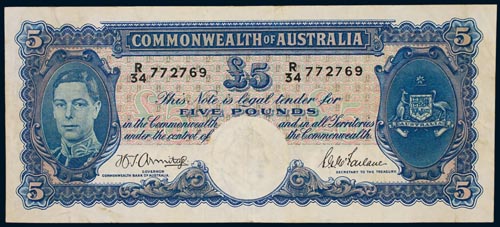 5 5
COMMONWEALTH OF AUSTRALIA
R/34 772769 £5 R/34 772769
This Note is legal tender for
FIVE POUNDS
in the Commonwealth and in all Territories
under the control of the Commonwealth.
H.T. Armitage S.G. McFarlane
GOVERNOR SECRETARY TO THE TREASURY
COMMONWEALTH BANK OF AUSTRALIA.
AUSTRALIA
5 5